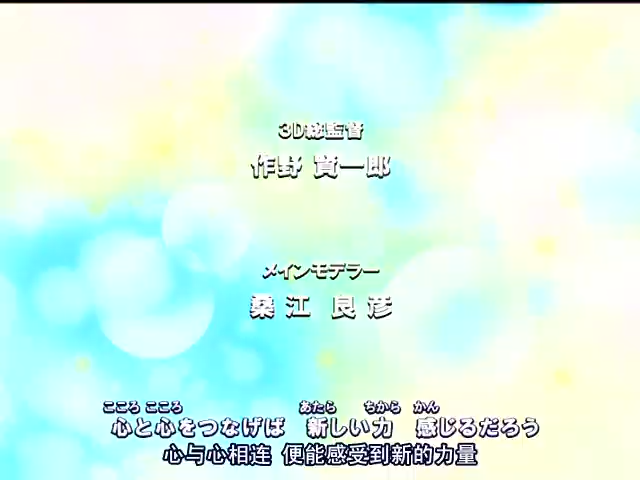 3D総監督
作野 賢一郎
メインモデラー
桑江 良彦
こころ こころ あたら ちから かん
心と心をつなげば 新しい力 感じるだろう
心与心相连 便能感受到新的力量